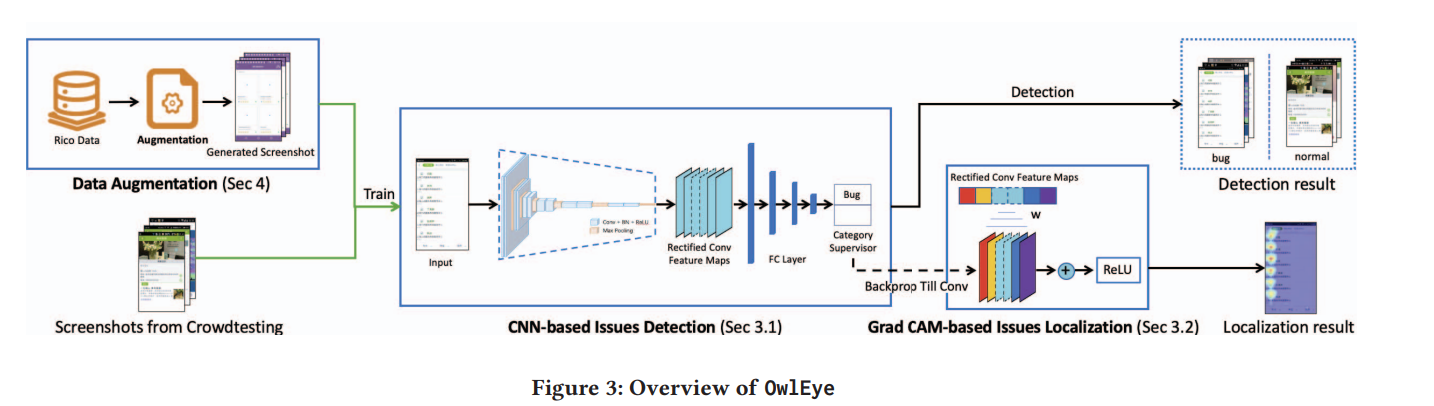 Rico Data
Augmentation
Generated Screenshot
Data Augmentation (Sec 4)
Screenshots from Crowdtesting
Train
Input
Conv + BN + ReLU
Max Pooling
Rectified Conv
Feature Maps
FC Layer
Bug
Category
Supervisor
CNN-based Issues Detection (Sec 3.1)
Detection
bug
normal
Detection result
Rectified Conv Feature Maps
W
Backprop Till Conv
+
ReLU
Grad CAM-based Issues Localization (Sec 3.2)
Localization result
Figure 3: Overview of OwlEye